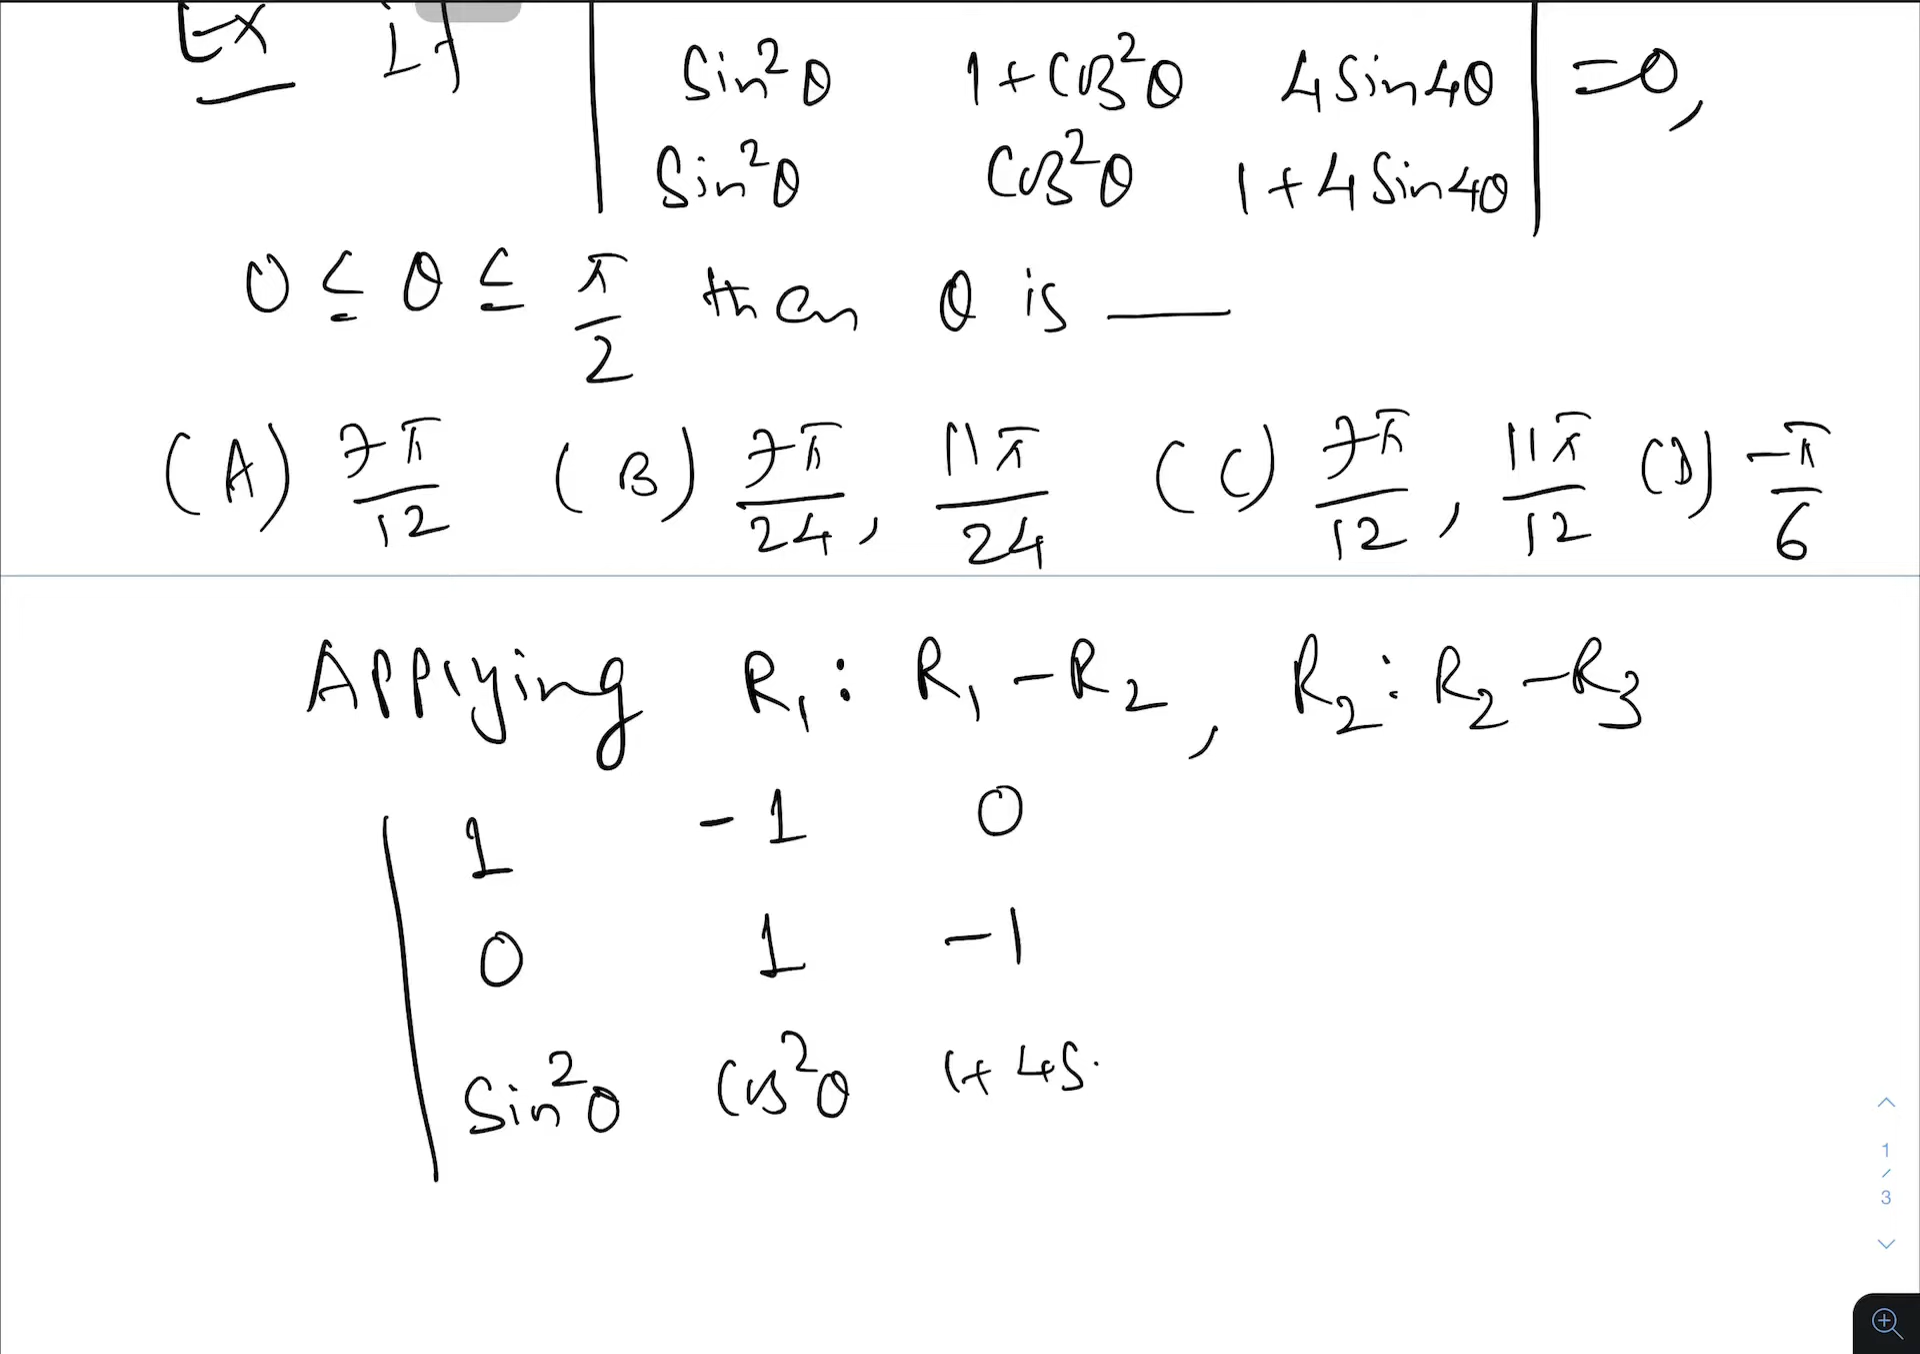 Ex If
sin²θ 1+cos²θ 4sin4θ =0,
sin²θ cos²θ 1+4sin4θ
0 ≤ θ ≤ π/2 then θ is —
(A) 7π/12 (B) 7π/24, 11π/24 (C) 7π/12, 11π/12 (D) -π/6
Applying R₁: R₁-R₂, R₂: R₂-R₃
1 -1 0
0 1 -1
sin²θ cos²θ 1+4s
1
/
3